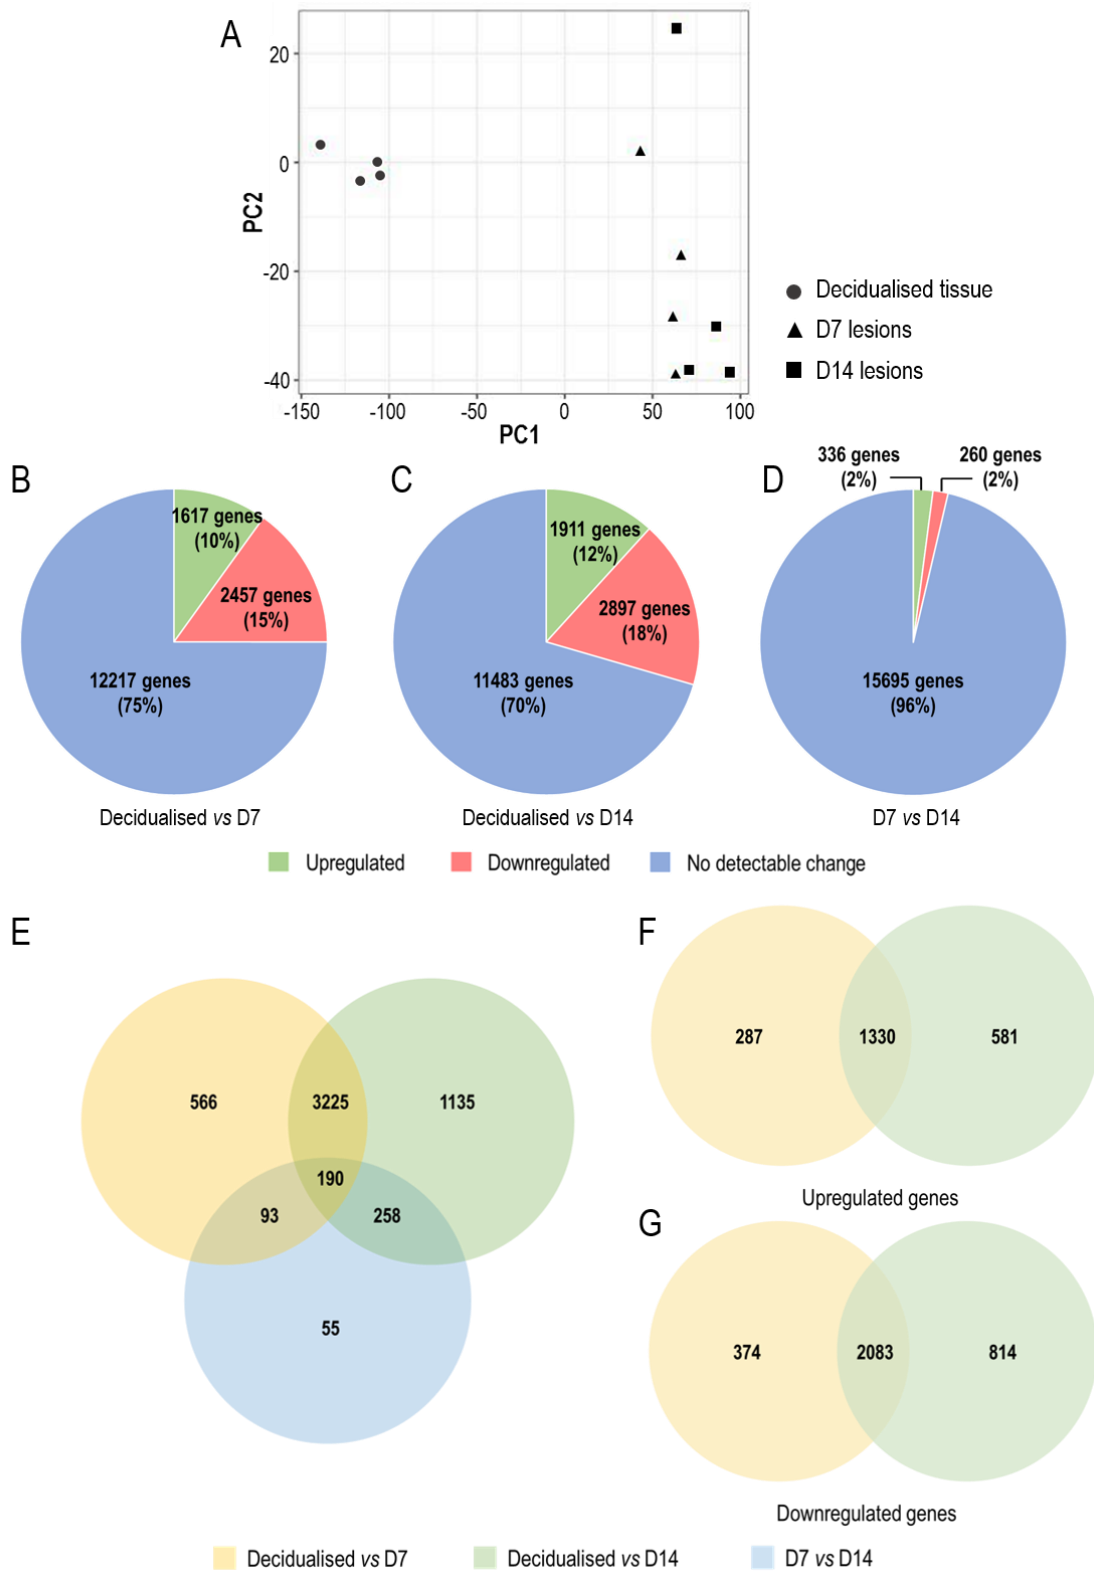 A
20
0
-20
-40
PC2
-150 -100 -50 0 50 100
PC1
Decidualised tissue
D7 lesions
D14 lesions
B
1617 genes
(10%)
2457 genes
(15%)
12217 genes
(75%)
Decidualised vs D7
C
1911 genes
(12%)
2897 genes
(18%)
11483 genes
(70%)
Decidualised vs D14
D
336 genes
(2%)
260 genes
(2%)
15695 genes
(96%)
D7 vs D14
Upregulated Downregulated No detectable change
E
566 3225 1135
190
93 258
55
F
287 1330 581
Upregulated genes
G
374 2083 814
Downregulated genes
Decidualised vs D7 Decidualised vs D14 D7 vs D14